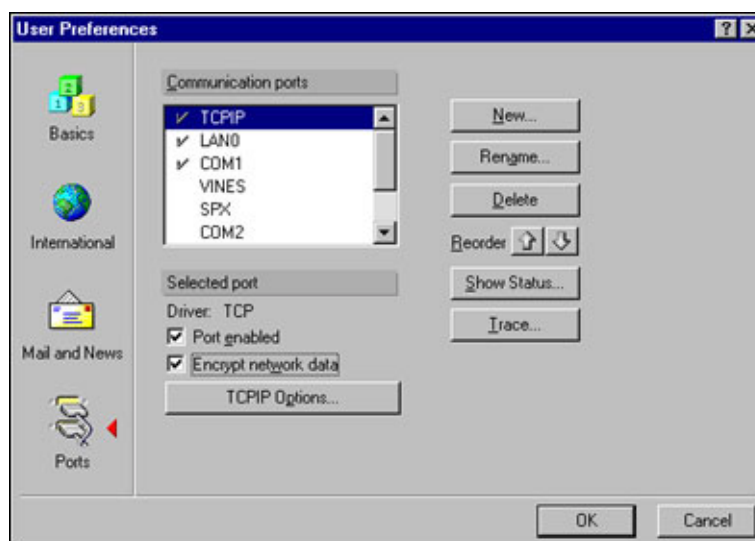 User Preferences
Basics
International
Mail and News
Ports
Communication ports
TCPIP
LAN0
COM1
VINES
SPX
COM2
New...
Rename...
Delete
Reorder
Show Status...
Trace...
Selected port
Driver: TCP
Port enabled
Encrypt network data
TCPIP Options...
OK
Cancel